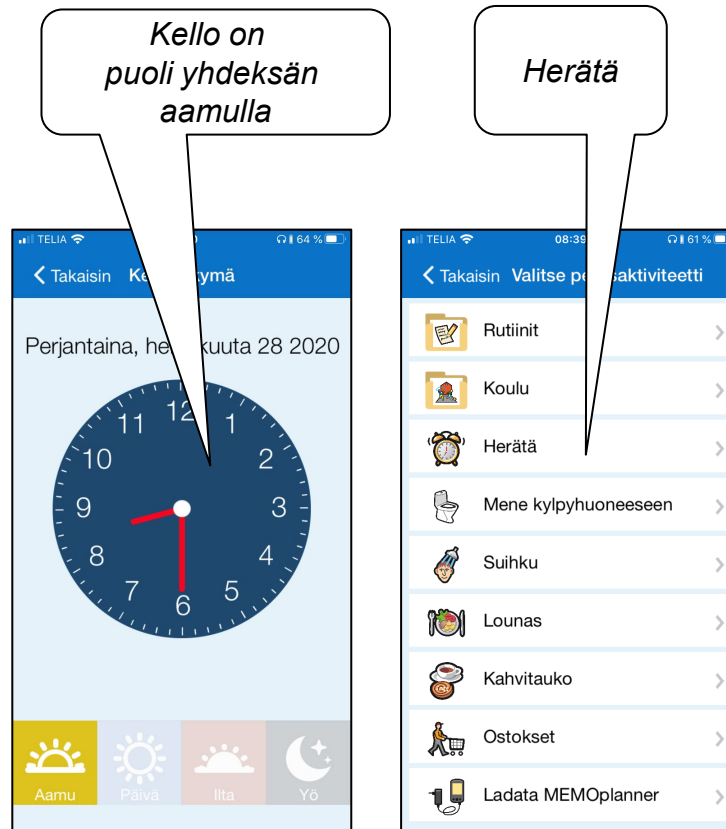 Kello on
puoli yhdeksän
aamulla
Herätä
TELIA 64 %
Takaisin
Perjantaina, kuuta 28 2020
12
11 1
10 2
9 3
8 4
7 5
6
Aamu Päivä Ilta Yö
TELIA 08:39 61 %
Takaisin Valitse
Rutiinit
Koulu
Herätä
Mene kylpyhuoneeseen
Suihku
Lounas
Kahvitauko
Ostokset
Ladata MEMOplanner